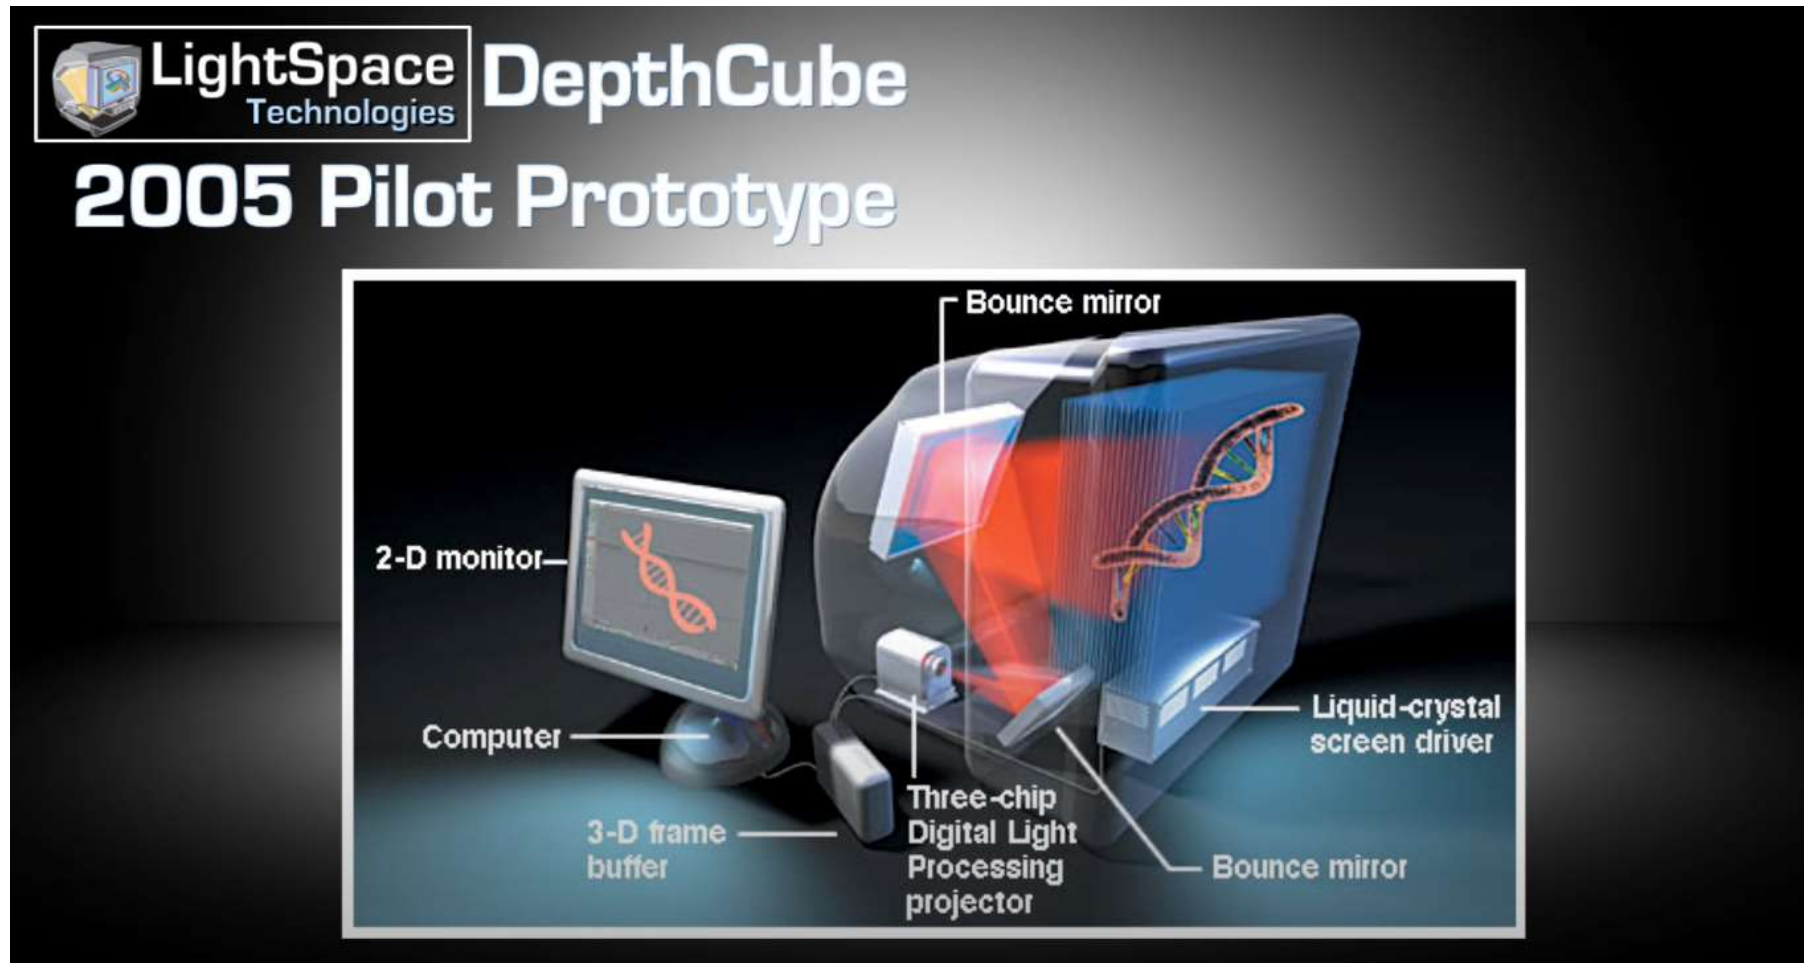 LightSpace
Technologies
DepthCube
2005 Pilot Prototype
Bounce mirror
2-D monitor
Computer
3-D frame
buffer
Three-chip
Digital Light
Processing
projector
Liquid-crystal
screen driver
Bounce mirror